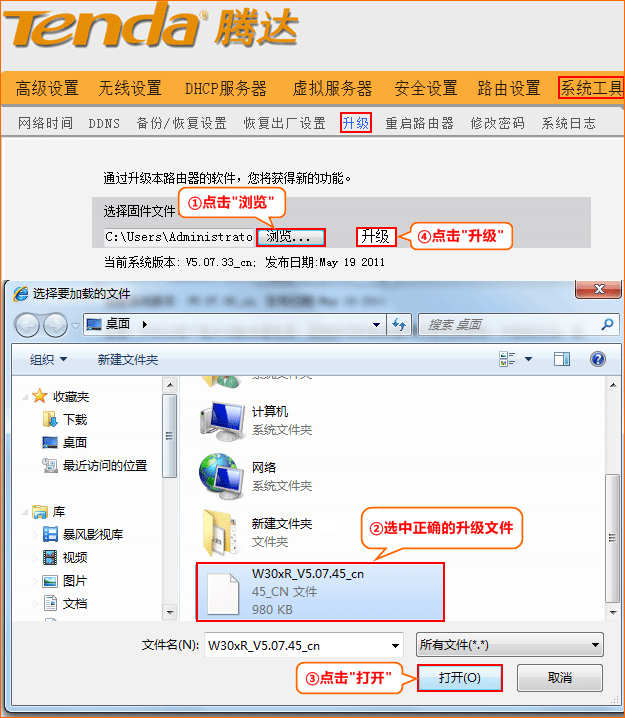 Tenda® 腾达
高级设置 无线设置 DHCP服务器 虚拟服务器 安全设置 路由设置 系统工具
网络时间 DDNS 备份/恢复设置 恢复出厂设置 升级 重启路由器 修改密码 系统日志
通过升级本路由器的软件，您将获得新的功能。
①点击"浏览"
选择固件文件
C:\Users\Administrato 浏览... 升级 ④点击"升级"
当前系统版本: V5.07.33_cn; 发布日期:May 19 2011
选择要加载的文件
桌面 搜索 桌面
组织 新建文件夹
收藏夹
下载
桌面
最近访问的位置
库
暴风影视库
视频
图片
文档
系统文件夹
计算机
系统文件夹
网络
系统文件夹
新建文件夹
文件夹
②选中正确的升级文件
W30xR_V5.07.45_cn
45_CN 文件
980 KB
文件名(N): W30xR_V5.07.45_cn 所有文件(*.*)
③点击"打开" 打开(O) 取消